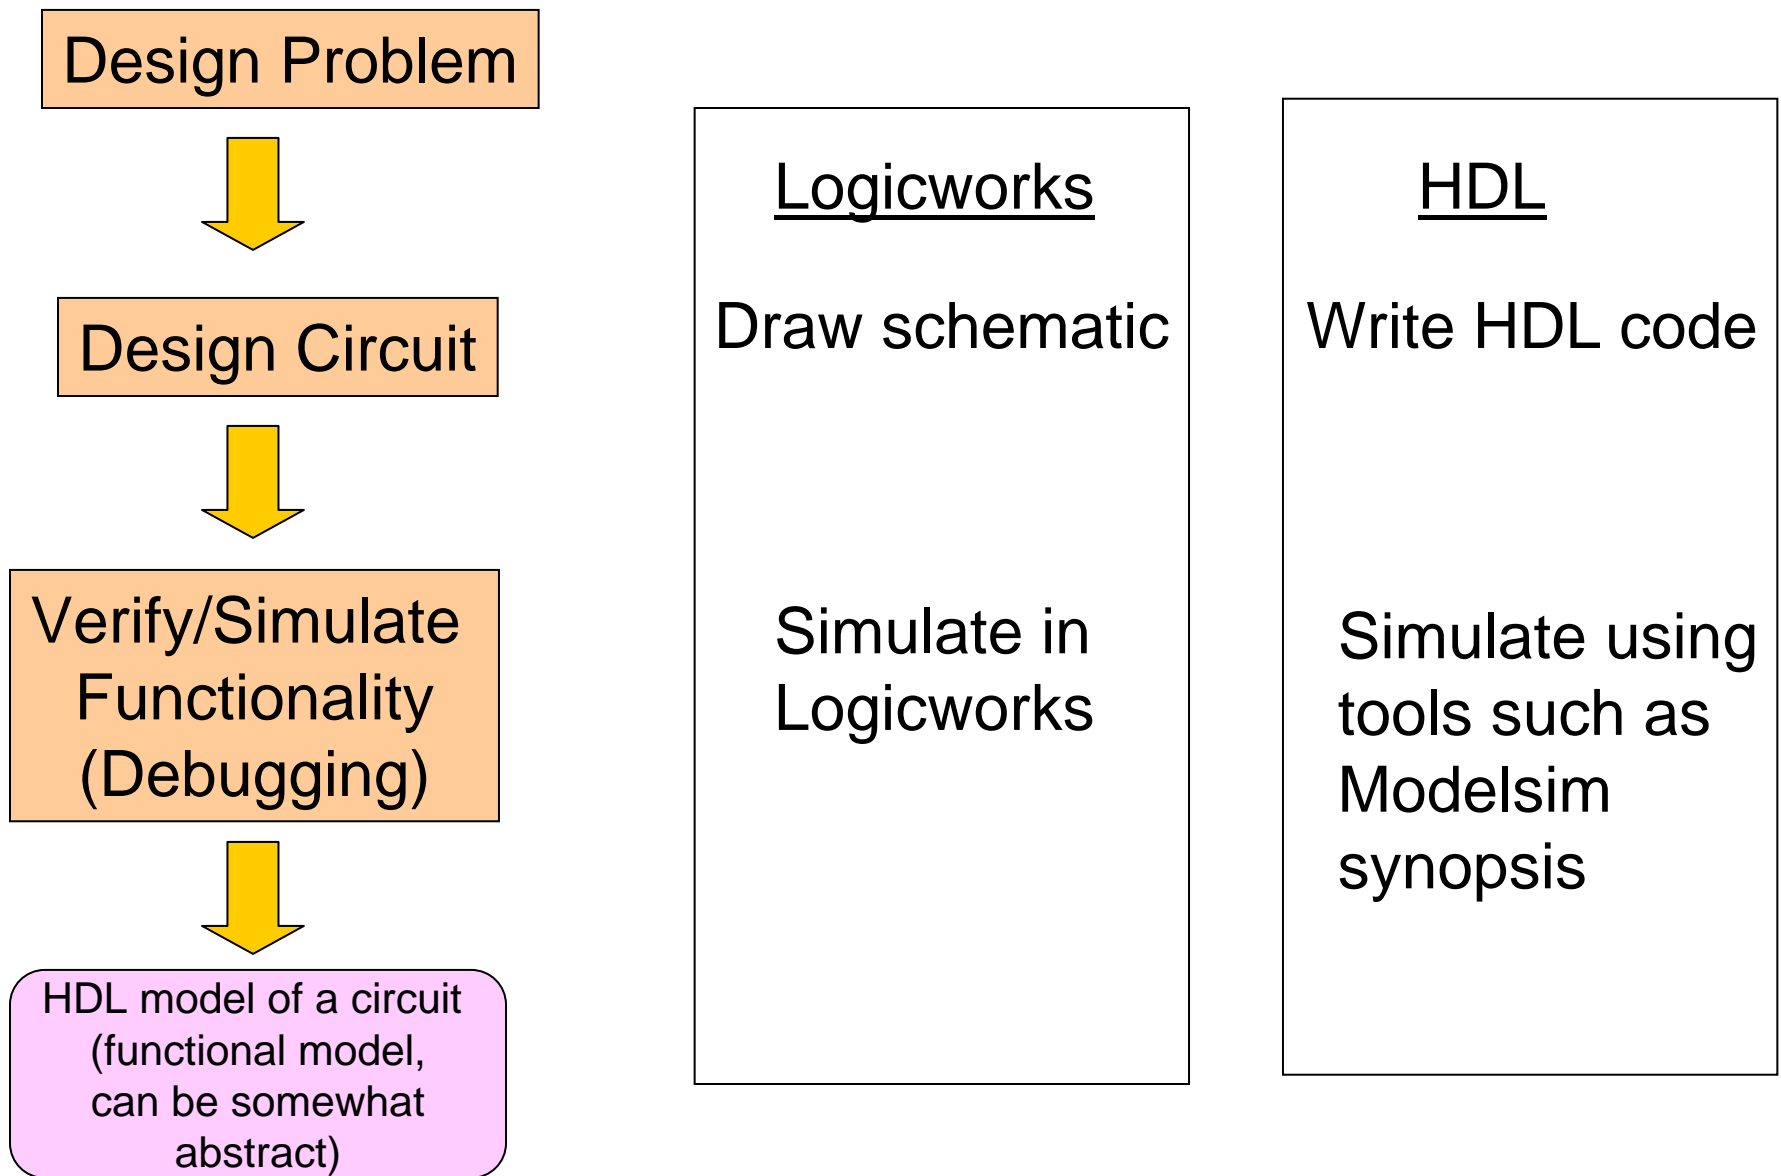 Design Problem
Design Circuit
Verify/Simulate
Functionality
(Debugging)
HDL model of a circuit
(functional model,
can be somewhat
abstract)
Logicworks
Draw schematic
Simulate in
Logicworks
HDL
Write HDL code
Simulate using
tools such as
Modelsim
synopsis